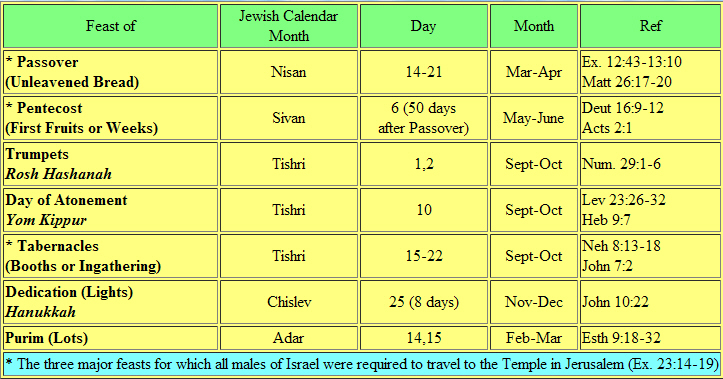 Feast of
Jewish Calendar
Month
Day
Month
Ref
* Passover
(Unleavened Bread)
Nisan
14-21
Mar-Apr
Ex. 12:43-13:10
Matt 26:17-20
* Pentecost
(First Fruits or Weeks)
Sivan
6 (50 days
after Passover)
May-June
Deut 16:9-12
Acts 2:1
Trumpets
Rosh Hashanah
Tishri
1,2
Sept-Oct
Num. 29:1-6
Day of Atonement
Yom Kippur
Tishri
10
Sept-Oct
Lev 23:26-32
Heb 9:7
* Tabernacles
(Booths or Ingathering)
Tishri
15-22
Sept-Oct
Neh 8:13-18
John 7:2
Dedication (Lights)
Hanukkah
Chislev
25 (8 days)
Nov-Dec
John 10:22
Purim (Lots)
Adar
14,15
Feb-Mar
Esth 9:18-32
* The three major feasts for which all males of Israel were required to travel to the Temple in Jerusalem (Ex. 23:14-19)